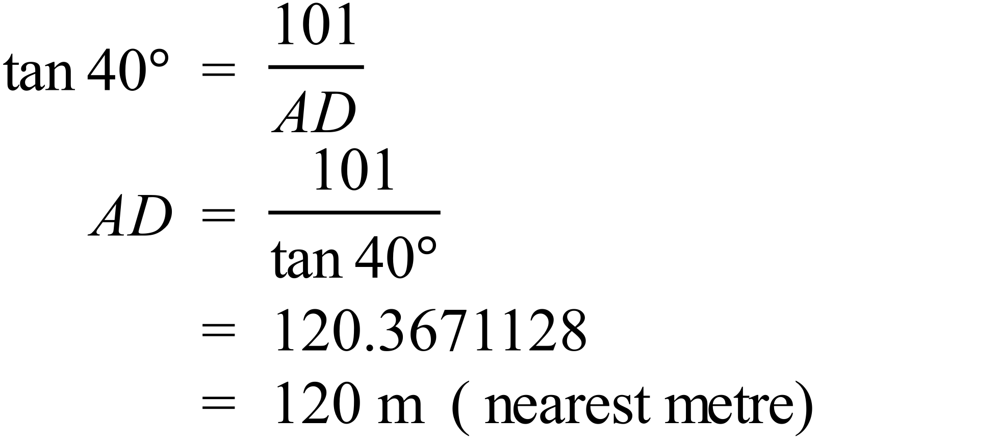 tan 40° = 101/AD
AD = 101/tan 40°
= 120.3671128
= 120 m ( nearest metre)